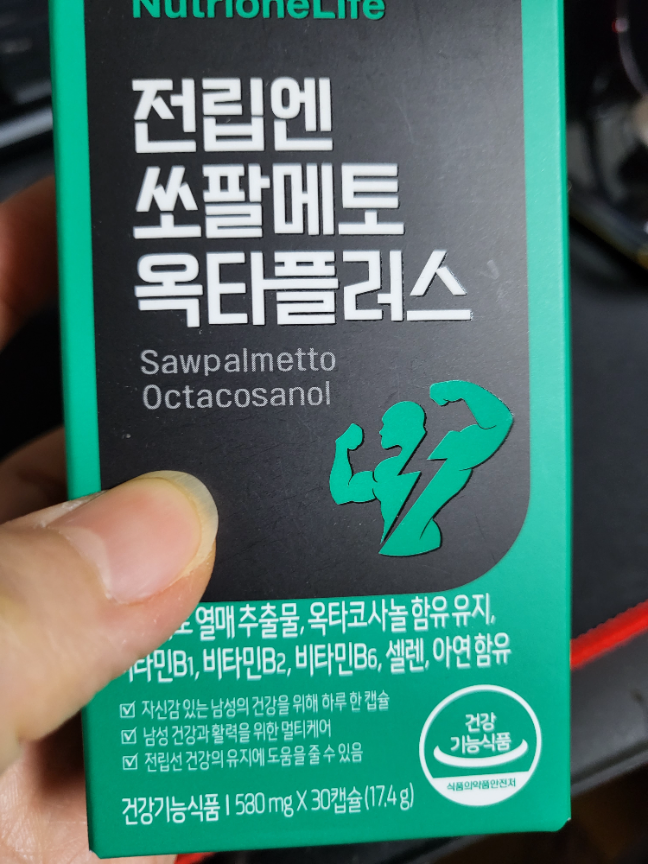 NutrioneLife
전립엔
쏘팔메토
옥타플러스
Sawpalmetto
Octacosanol
열매 추출물, 옥타코사놀 함유 유지,
비타민B2, 비타민B6, 셀렌, 아연 함유
자신감 있는 남성의 건강을 위해 하루 한 캡슐
남성 건강과 활력을 위한 멀티케어
전립선 건강의 유지에 도움을 줄 수 있음
건강
기능식품
식품의약품안전처
건강기능식품 | 580 mg X 30캡슐 (17.4 g)